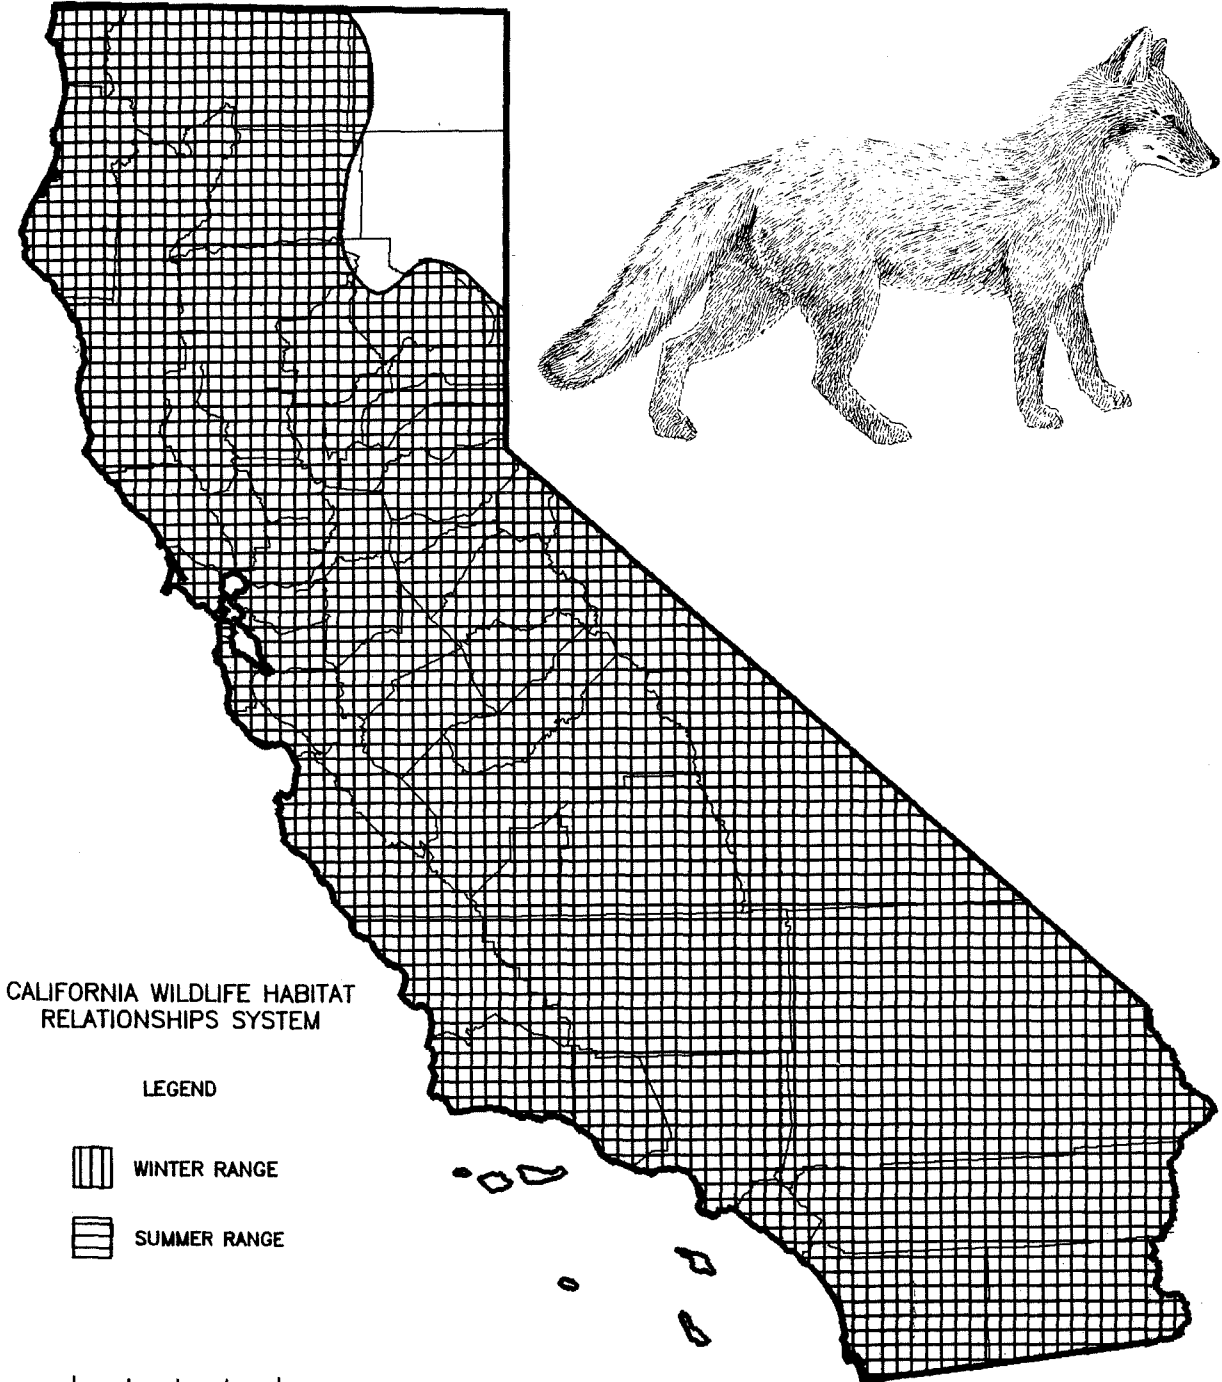 CALIFORNIA WILDLIFE HABITAT
RELATIONSHIPS SYSTEM
LEGEND
WINTER RANGE
SUMMER RANGE